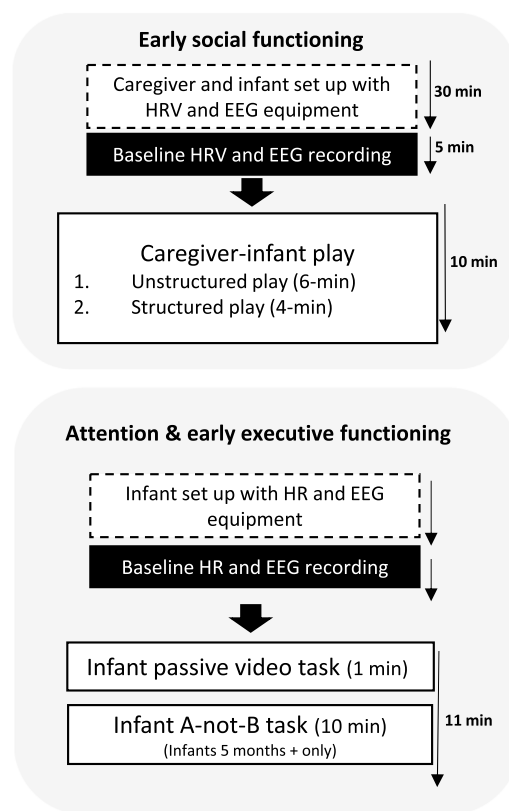 Early social functioning
Caregiver and infant set up with
HRV and EEG equipment
30 min
Baseline HRV and EEG recording
5 min
Caregiver-infant play
1. Unstructured play (6-min)
2. Structured play (4-min)
10 min
Attention & early executive functioning
Infant set up with HR and EEG
equipment
Baseline HR and EEG recording
Infant passive video task (1 min)
Infant A-not-B task (10 min)
(Infants 5 months + only)
11 min